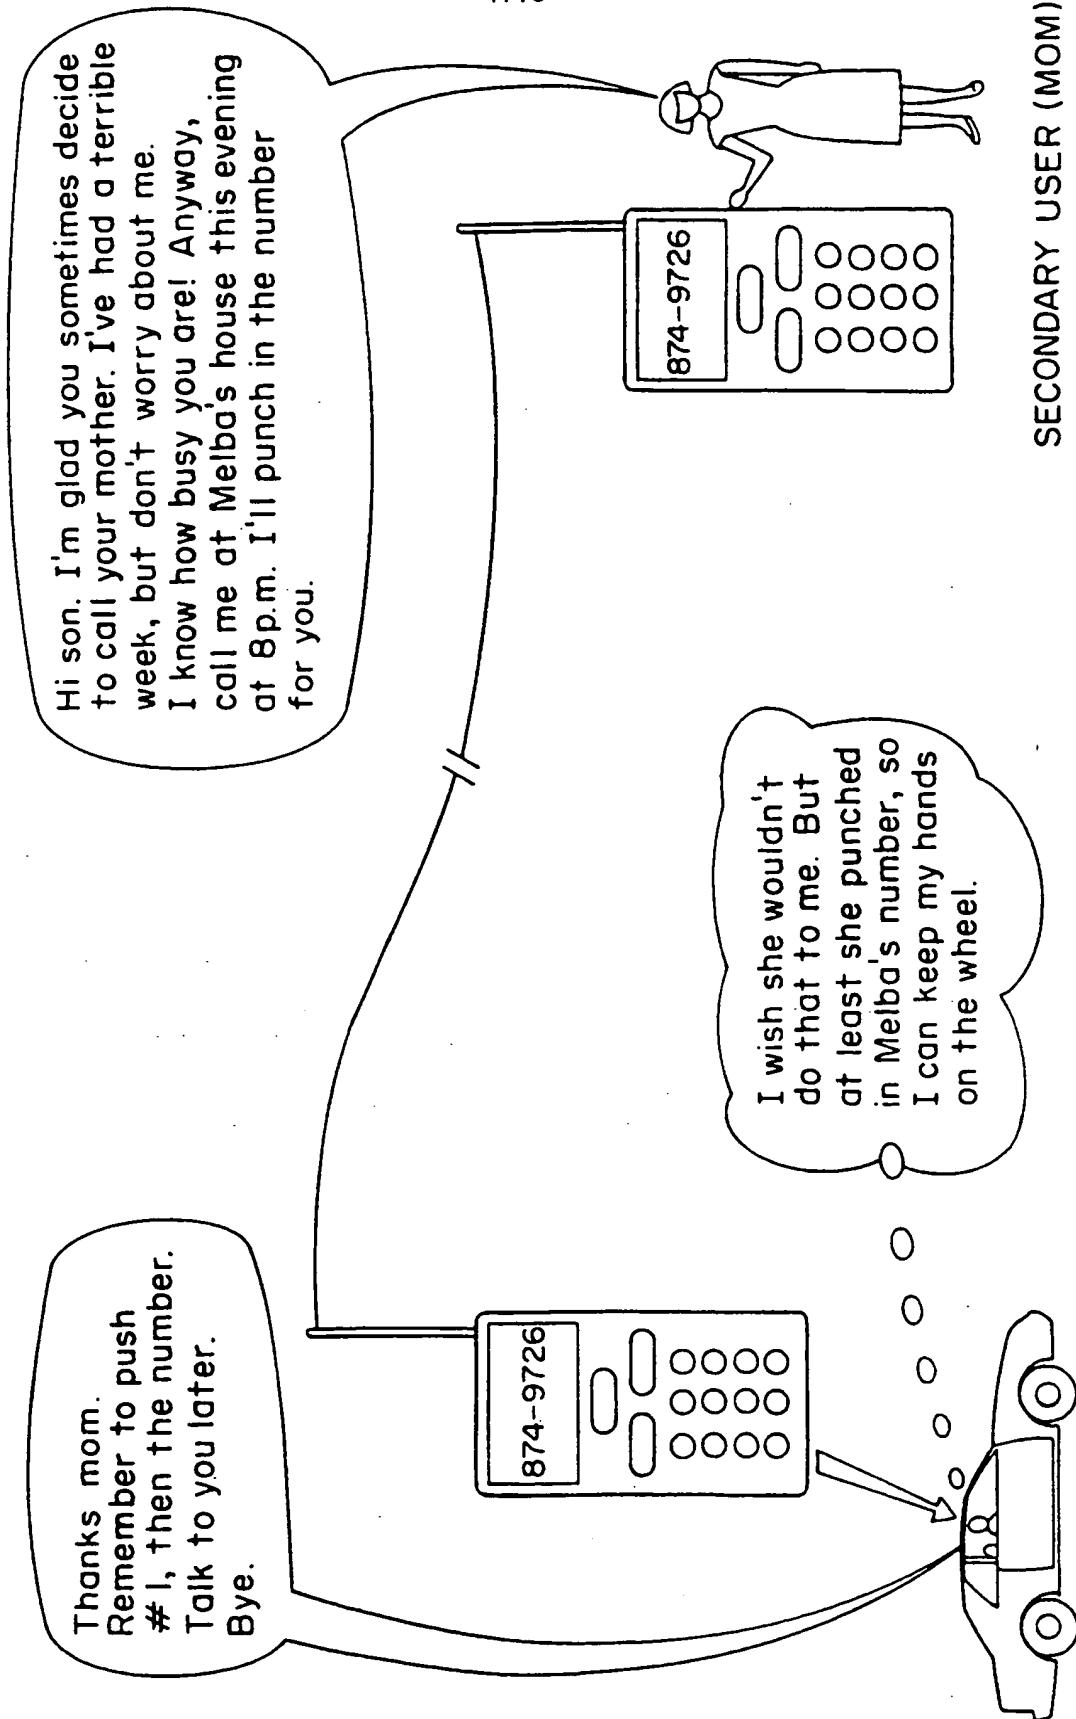 Hi son. I'm glad you sometimes decide
to call your mother. I've had a terrible
week, but don't worry about me.
I know how busy you are! Anyway,
call me at Melba's house this evening
at 8p.m. I'll punch in the number
for you.
Thanks mom.
Remember to push
# 1, then the number.
Talk to you later.
Bye.
874-9726
874-9726
I wish she wouldn't
do that to me. But
at least she punched
in Melba's number, so
I can keep my hands
on the wheel.
SECONDARY USER (MOM)